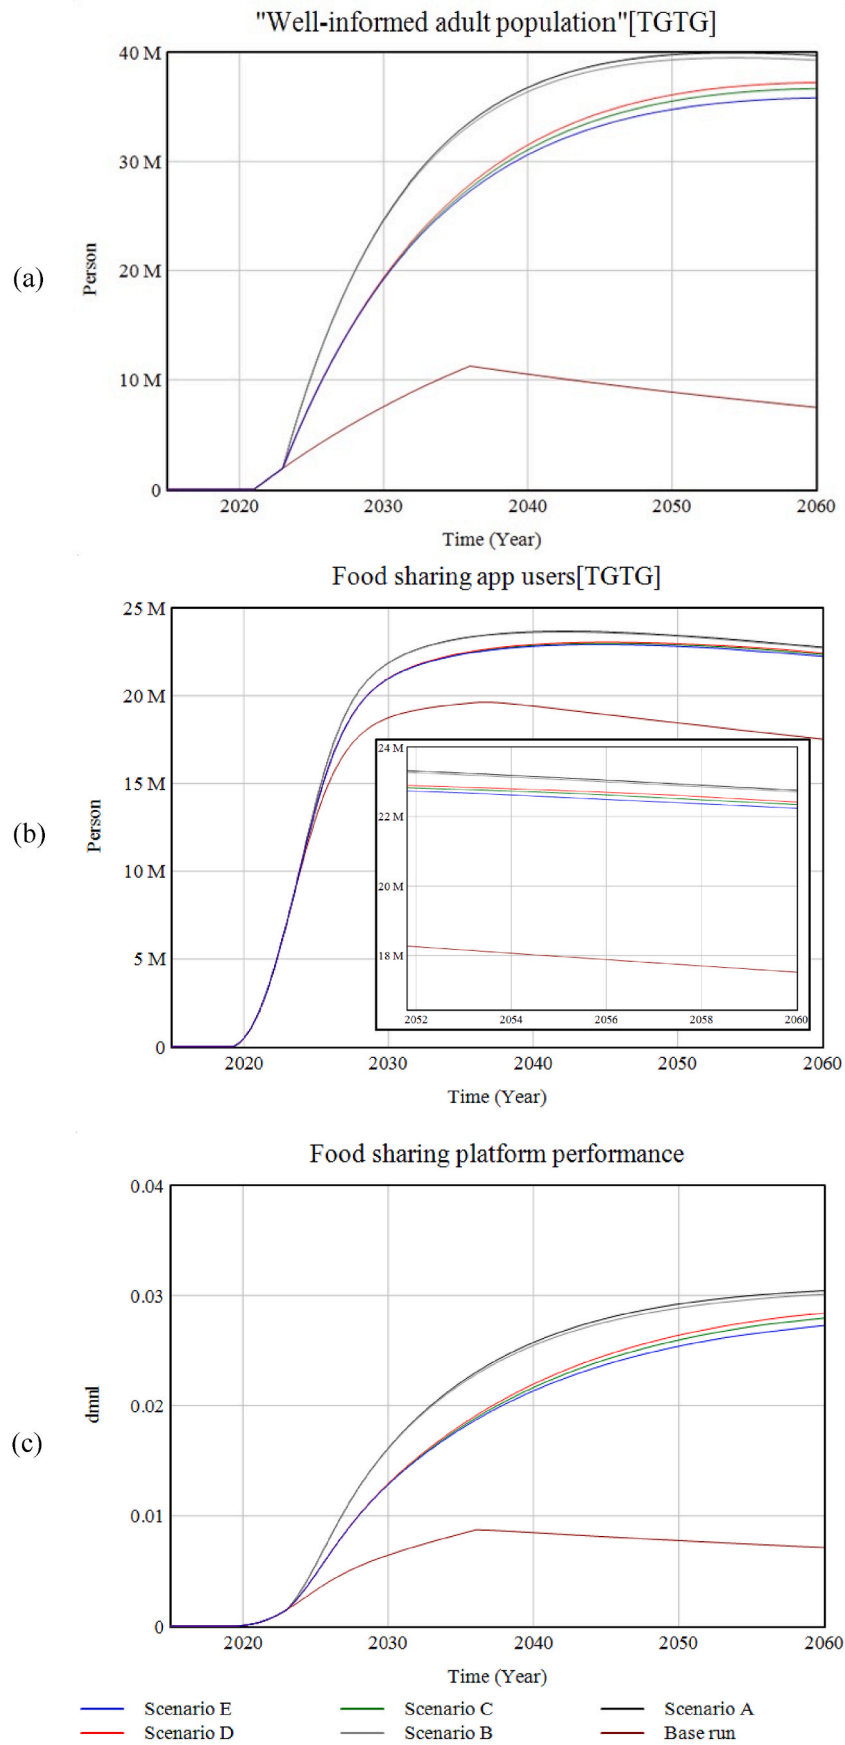 "Well-informed adult population"[TGTG]
40 M
30 M
20 M
10 M
0
Person
(a)
2020 2030 2040 2050 2060
Time (Year)
Food sharing app users[TGTG]
25 M
20 M
15 M
10 M
5 M
0
Person
(b)
24 M
22 M
20 M
18 M
2052 2054 2056 2058 2060
2020 2030 2040 2050 2060
Time (Year)
Food sharing platform performance
0.04
0.03
0.02
0.01
0
dmnl
(c)
2020 2030 2040 2050 2060
Time (Year)
Scenario E Scenario C Scenario A
Scenario D Scenario B Base run